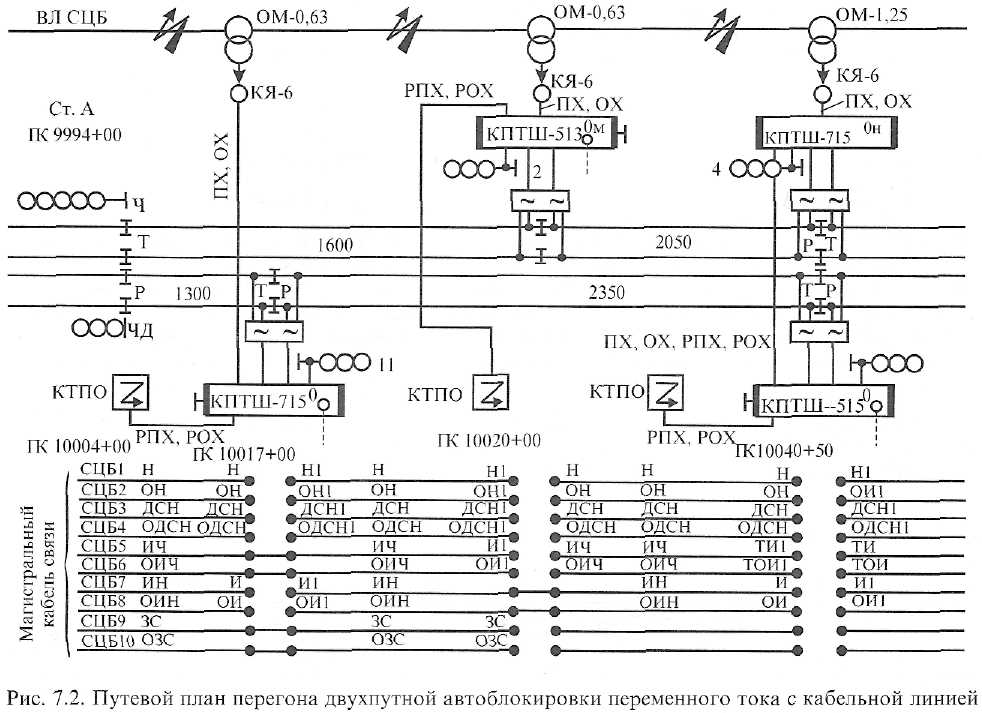 ВЛ СЦБ
ОМ-0,63
ОМ-0,63
ОМ-1,25
КЯ-6
РПХ, РОХ
КЯ-6
ПХ, ОХ
КЯ-6
ПХ, ОХ
Ст. А
ПК 9994+00
ПХ, ОХ
КПТШ-513
0м
КПТШ-715
0н
2
4
~
~
~
~
Ч
Т
1600
2050
Р
Т
Р
1300
Т
Р
2350
Т
Р
ЧД
~
~
~
~
ПХ, ОХ, РПХ, РОХ
11
КТПО
КПТШ-715
0
КТПО
КТПО
КПТШ--515
0
РПХ, РОХ
РПХ, РОХ
ПК 10004+00
ПК 10017+00
ПК 10020+00
ПК10040+50
Магистральный
кабель связи
СЦБ1 Н Н Н1 Н Н1 Н Н Н Н1
СЦБ2 ОН ОН ОН1 ОН ОН1 ОН ОН ОН ОИ1
СЦБ3 ДСН ДСН ДСН1 ДСН ДСН1 ДСН ДСН ДСН ДСН1
СЦБ4 ОДСН ОДСН ОДСН1 ОДСН ОДСН1 ОДСН ОДСН ОДСН ОДСН1
СЦБ5 ИЧ ИЧ И1 ИЧ ИЧ ТИ1 ТИ
СЦБ6 ОИЧ ОИЧ ОИ1 ОИЧ ОИЧ ТОИ1 ТОИ
СЦБ7 ИН И И1 ИН ИН И И1
СЦБ8 ОИН ОИ ОИ1 ОИН ОИН ОИ ОИ1
СЦБ9 ЗС ЗС ЗС
СЦБ10 ОЗС ОЗС ОЗС
Рис. 7.2. Путевой план перегона двухпутной автоблокировки переменного тока с кабельной линией